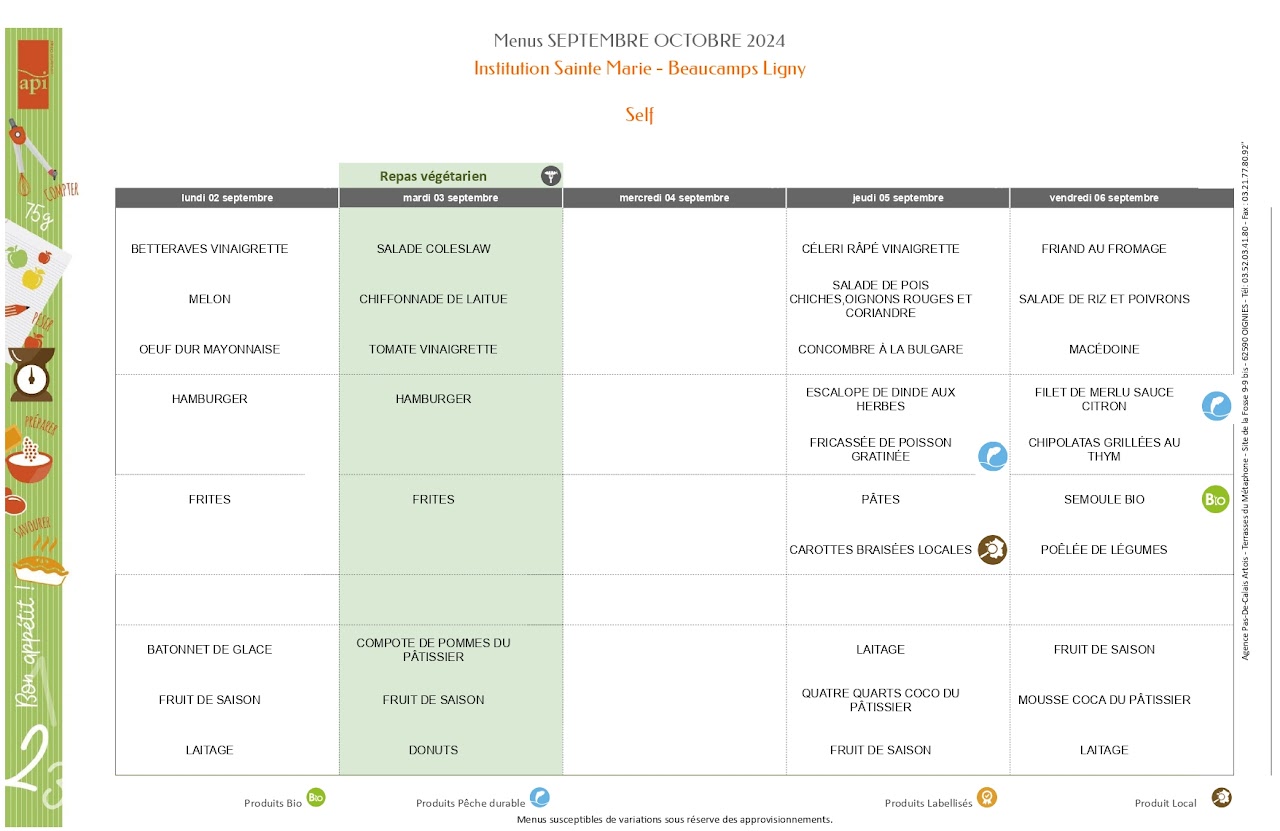 Menus SEPTEMBRE OCTOBRE 2024
Institution Sainte Marie - Beaucamps Ligny
Self
api
COMPTER
75g
PESER
PRÉPARER
SAVOURER
Bon appétit !
Repas végétarien
lundi 02 septembre
mardi 03 septembre
mercredi 04 septembre
jeudi 05 septembre
vendredi 06 septembre
BETTERAVES VINAIGRETTE
SALADE COLESLAW
CÉLERI RÂPÉ VINAIGRETTE
FRIAND AU FROMAGE
MELON
CHIFFONNADE DE LAITUE
SALADE DE POIS
CHICHES,OIGNONS ROUGES ET
CORIANDRE
SALADE DE RIZ ET POIVRONS
OEUF DUR MAYONNAISE
TOMATE VINAIGRETTE
CONCOMBRE À LA BULGARE
MACÉDOINE
HAMBURGER
HAMBURGER
ESCALOPE DE DINDE AUX
HERBES
FILET DE MERLU SAUCE
CITRON
FRICASSÉE DE POISSON
GRATINÉE
CHIPOLATAS GRILLÉES AU
THYM
FRITES
FRITES
PÂTES
SEMOULE BIO
BIO
CAROTTES BRAISÉES LOCALES
POÊLÉE DE LÉGUMES
BATONNET DE GLACE
COMPOTE DE POMMES DU
PÂTISSIER
LAITAGE
FRUIT DE SAISON
FRUIT DE SAISON
FRUIT DE SAISON
QUATRE QUARTS COCO DU
PÂTISSIER
MOUSSE COCA DU PÂTISSIER
LAITAGE
DONUTS
FRUIT DE SAISON
LAITAGE
Produits Bio
BIO
Produits Pêche durable
Produits Labellisés
Produit Local
Menus susceptibles de variations sous réserve des approvisionnements.
Agence Pas-De-Calais Artois - Terrasses du Métaphone - Site de la Fosse 9-9 bis - 62590 OIGNIES - Tél: 03.52.03.41.80 - Fax : 03.21.77.80.92"